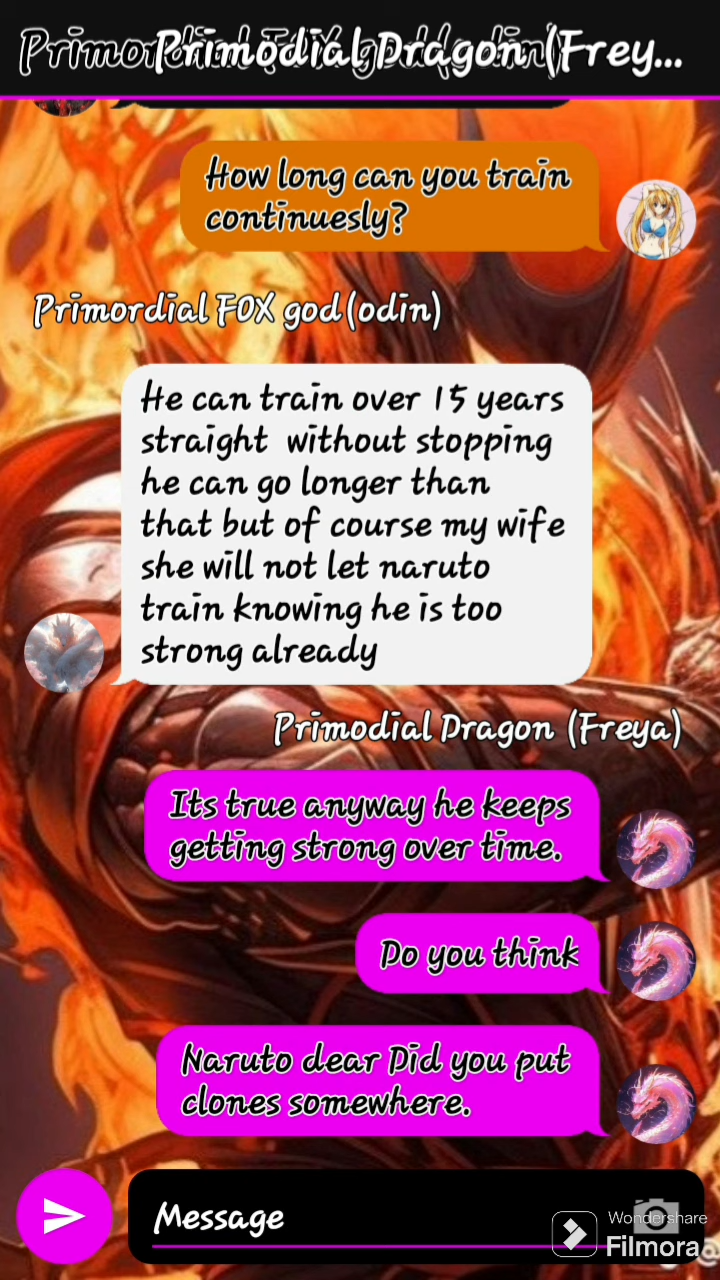 Primodial Dragon (Frey...
How long can you train
continuesly?
Primordial FOX god (odin)
He can train over 15 years
straight without stopping
he can go longer than
that but of course my wife
she will not let naruto
train knowing he is too
strong already
Primodial Dragon (Freya)
Its true anyway he keeps
getting strong over time.
Do you think
Naruto dear Did you put
clones somewhere.
Message
Wondershare
Filmora
@